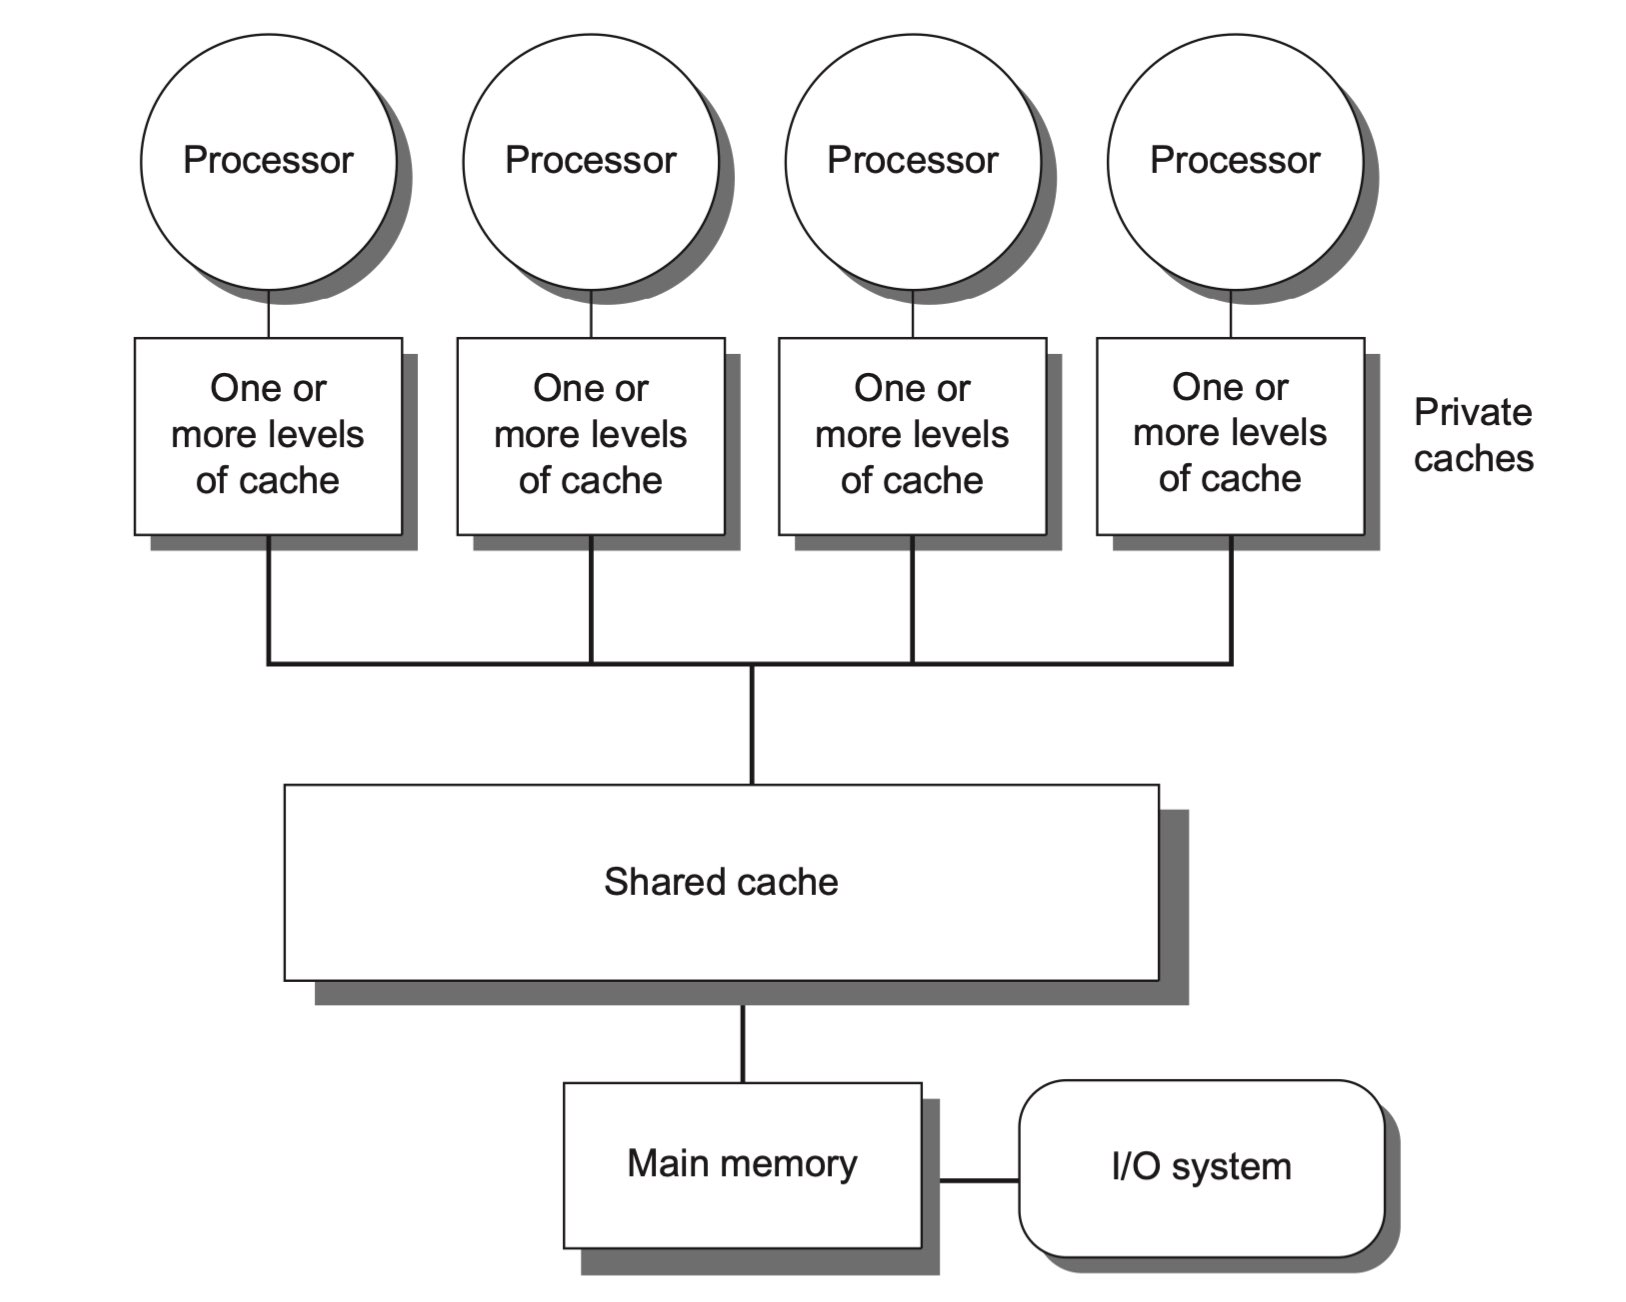 Processor
Processor
Processor
Processor
One or
more levels
of cache
One or
more levels
of cache
One or
more levels
of cache
One or
more levels
of cache
Private
caches
Shared cache
Main memory
I/O system